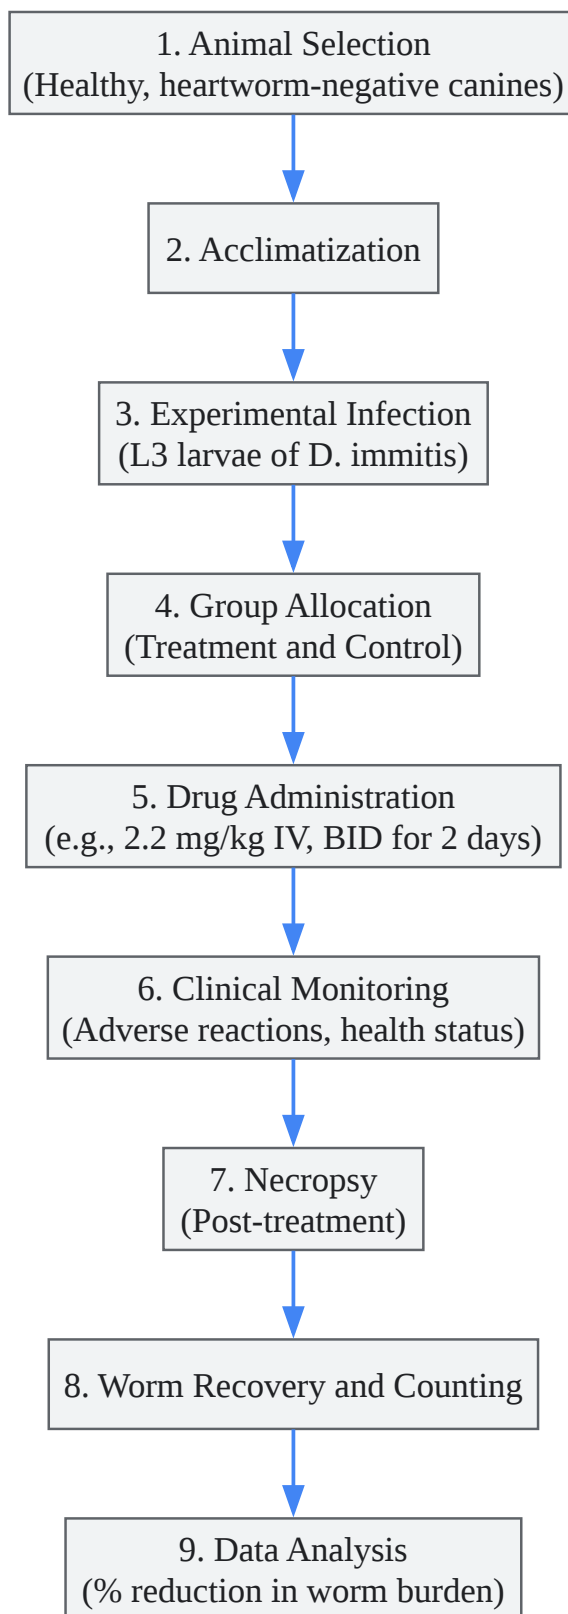 1. Animal Selection
(Healthy, heartworm-negative canines)
2. Acclimatization
3. Experimental Infection
(L3 larvae of D. immitis)
4. Group Allocation
(Treatment and Control)
5. Drug Administration
(e.g., 2.2 mg/kg IV, BID for 2 days)
6. Clinical Monitoring
(Adverse reactions, health status)
7. Necropsy
(Post-treatment)
8. Worm Recovery and Counting
9. Data Analysis
(% reduction in worm burden)